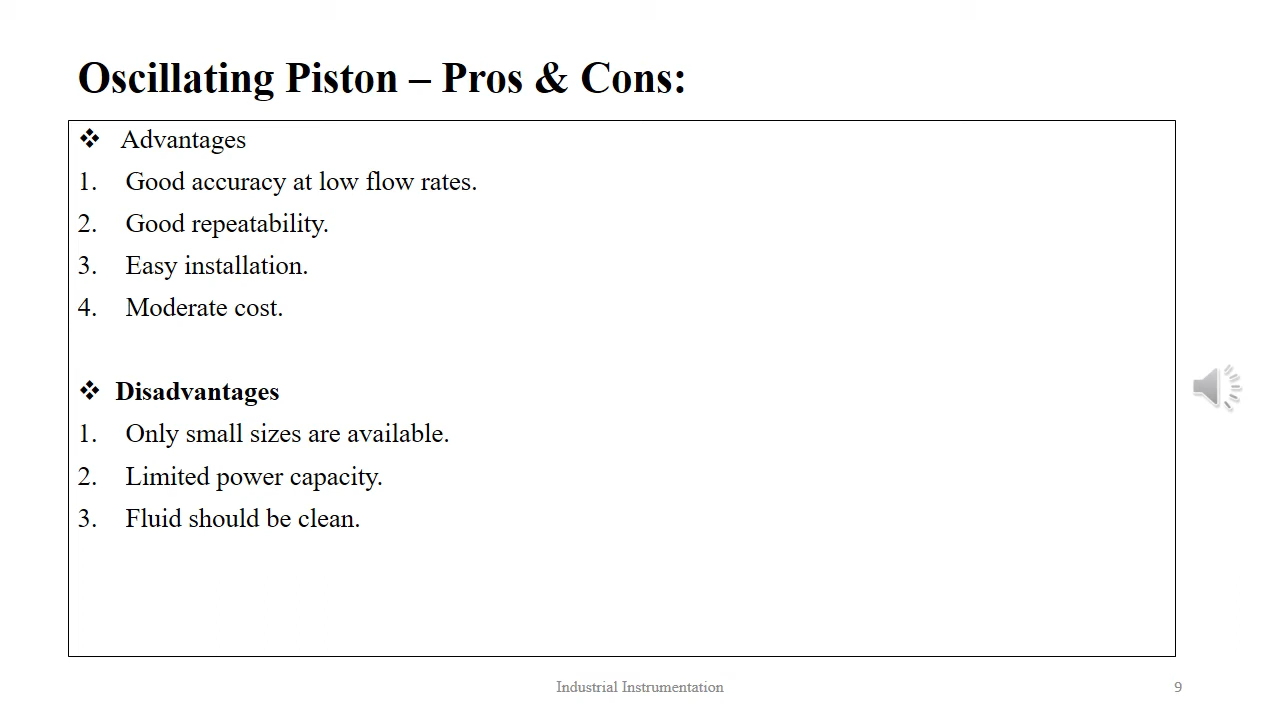 Oscillating Piston – Pros & Cons:
❖ Advantages
1. Good accuracy at low flow rates.
2. Good repeatability.
3. Easy installation.
4. Moderate cost.
❖ Disadvantages
1. Only small sizes are available.
2. Limited power capacity.
3. Fluid should be clean.
Industrial Instrumentation
9